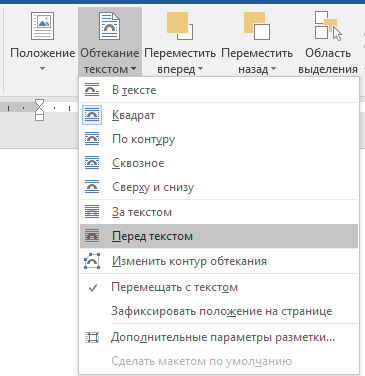 Положение
Обтекание текстом
Переместить вперед
Переместить назад
Область выделения
В тексте
Квадрат
По контуру
Сквозное
Сверху и снизу
За текстом
Перед текстом
Изменить контур обтекания
Перемещать с текстом
Зафиксировать положение на странице
Дополнительные параметры разметки...
Сделать макетом по умолчанию